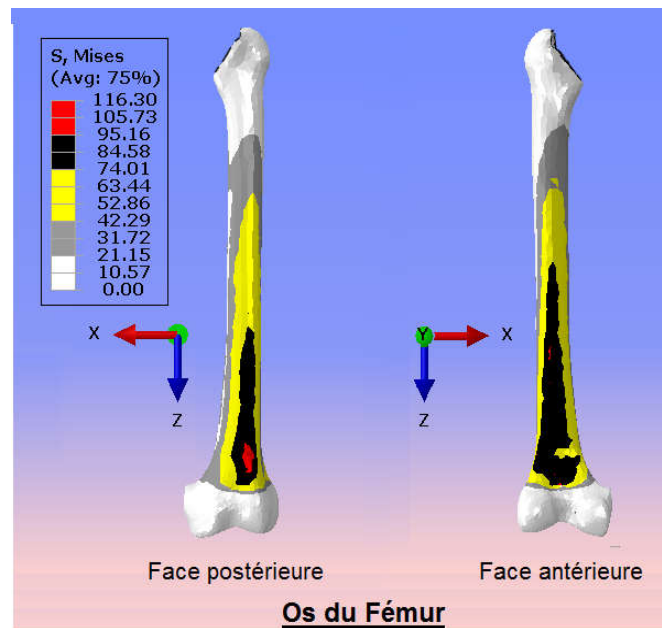 S, Mises
(Avg: 75%)
116.30
105.73
95.16
84.58
74.01
63.44
52.86
42.29
31.72
21.15
10.57
0.00
X
Z
Y
X
Z
Face postérieure
Face antérieure
Os du Fémur